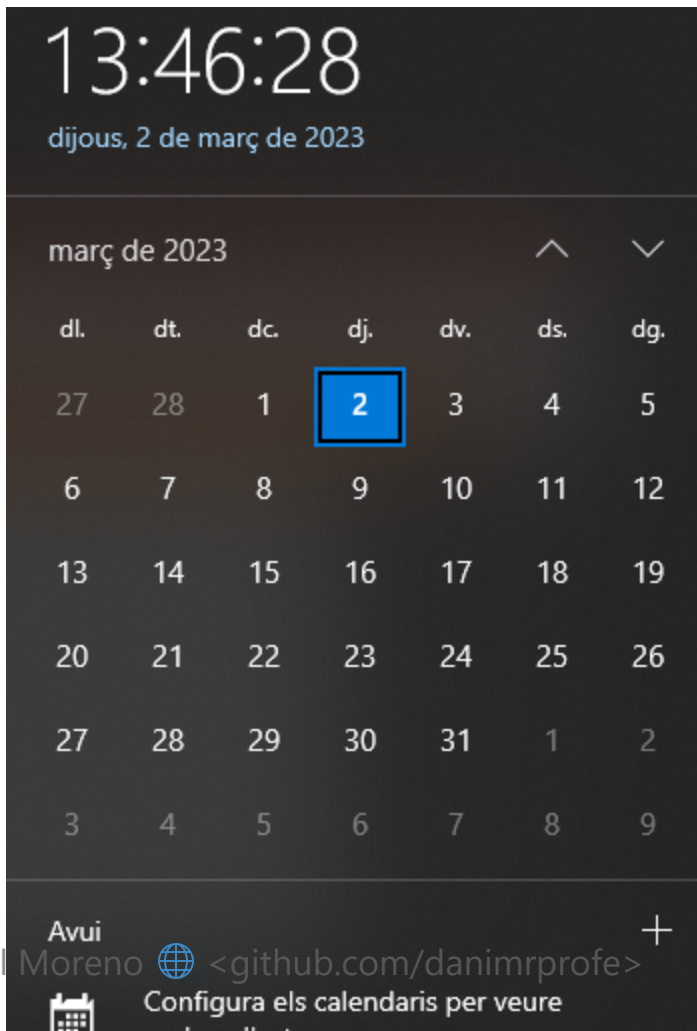 13:46:28
dijous, 2 de març de 2023
març de 2023
dl. dt. dc. dj. dv. ds. dg.
27 28 1 2 3 4 5
6 7 8 9 10 11 12
13 14 15 16 17 18 19
20 21 22 23 24 25 26
27 28 29 30 31 1 2
3 4 5 6 7 8 9
Avui
Moreno <github.com/danimrprofe>
Configura els calendaris per veure